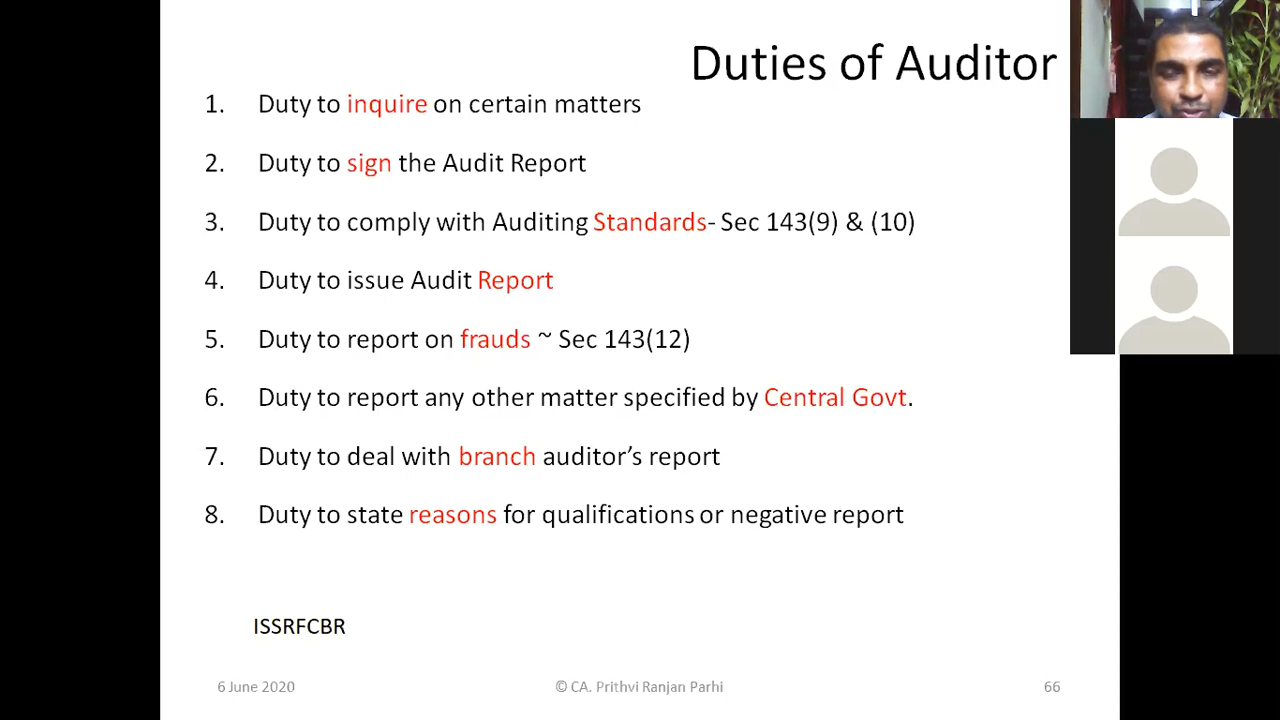 Duties of Auditor
1. Duty to inquire on certain matters
2. Duty to sign the Audit Report
3. Duty to comply with Auditing Standards- Sec 143(9) & (10)
4. Duty to issue Audit Report
5. Duty to report on frauds ~ Sec 143(12)
6. Duty to report any other matter specified by Central Govt.
7. Duty to deal with branch auditor’s report
8. Duty to state reasons for qualifications or negative report
ISSRFCBR
6 June 2020 © CA. Prithvi Ranjan Parhi 66